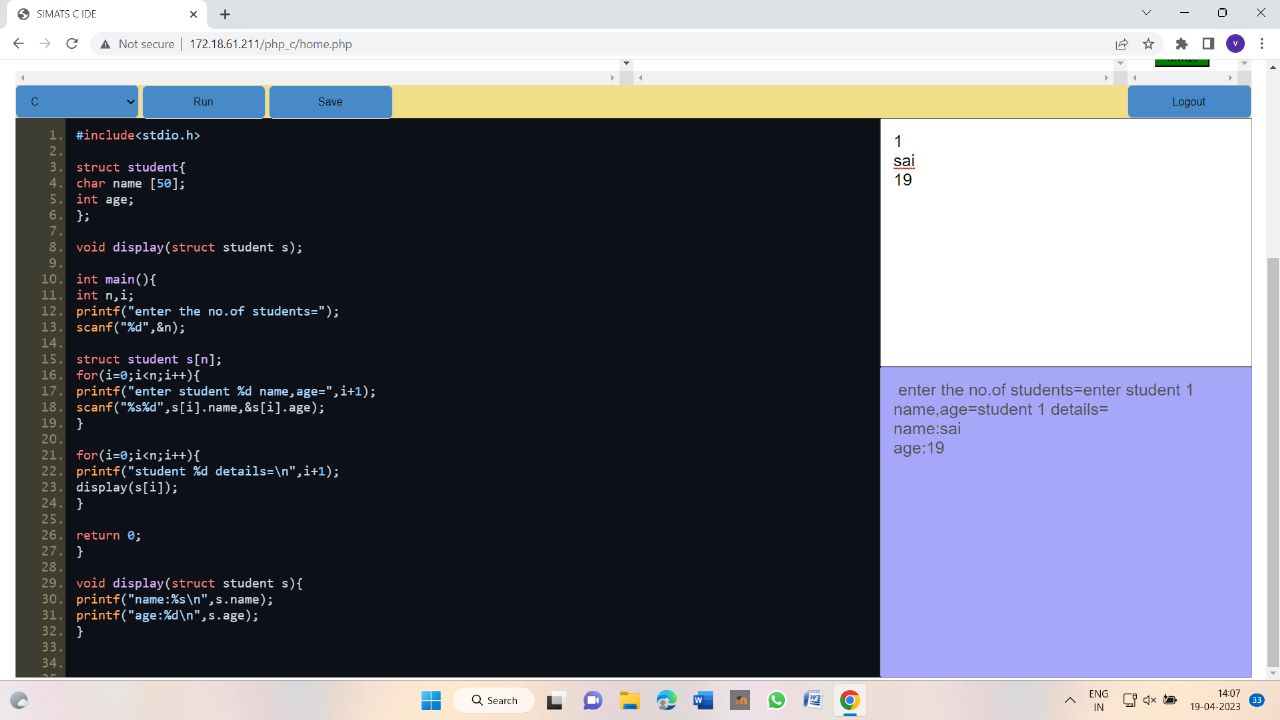 SIMATS C IDE
Not secure | 172.18.61.211/php_c/home.php
V
C
Run
Save
Logout
1. #include<stdio.h>
2.
3. struct student{
4. char name [50];
5. int age;
6. };
7.
8. void display(struct student s);
9.
10. int main(){
11. int n,i;
12. printf("enter the no.of students=");
13. scanf("%d",&n);
14.
15. struct student s[n];
16. for(i=0;i<n;i++){
17. printf("enter student %d name,age=",i+1);
18. scanf("%s%d",s[i].name,&s[i].age);
19. }
20.
21. for(i=0;i<n;i++){
22. printf("student %d details=\n",i+1);
23. display(s[i]);
24. }
25.
26. return 0;
27. }
28.
29. void display(struct student s){
30. printf("name:%s\n",s.name);
31. printf("age:%d\n",s.age);
32. }
33.
34.
1
sai
19
enter the no.of students=enter student 1
name,age=student 1 details=
name:sai
age:19
Search
ENG
IN
14:07
19-04-2023
33